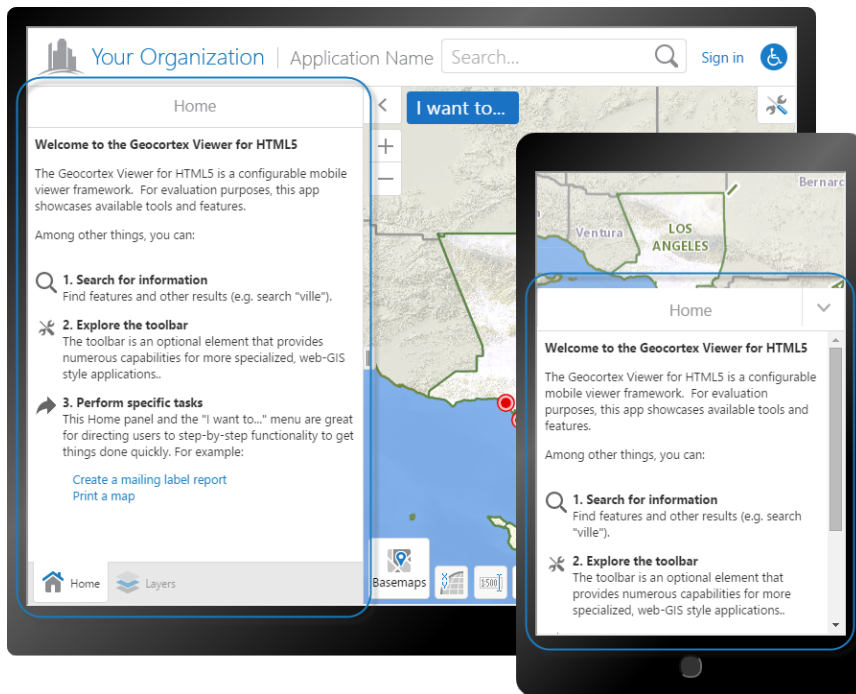 Your Organization
Application Name
Search...
Sign in
Home
I want to...
Welcome to the Geocortex Viewer for HTML5
The Geocortex Viewer for HTML5 is a configurable mobile
viewer framework.  For evaluation purposes, this app
showcases available tools and features.
Among other things, you can:
1. Search for information
Find features and other results (e.g. search "ville").
2. Explore the toolbar
The toolbar is an optional element that provides
numerous capabilities for more specialized, web-GIS
style applications..
3. Perform specific tasks
This Home panel and the "I want to..." menu are great
for directing users to step-by-step functionality to get
things done quickly. For example:
Create a mailing label report
Print a map
Home
Layers
Basemaps
1:500
Bernarc
Ventura
LOS
ANGELES
Home
Welcome to the Geocortex Viewer for HTML5
The Geocortex Viewer for HTML5 is a configurable
mobile viewer framework.  For evaluation
purposes, this app showcases available tools and
features.
Among other things, you can:
1. Search for information
Find features and other results (e.g. search
"ville").
2. Explore the toolbar
The toolbar is an optional element that
provides numerous capabilities for more
specialized, web-GIS style applications..